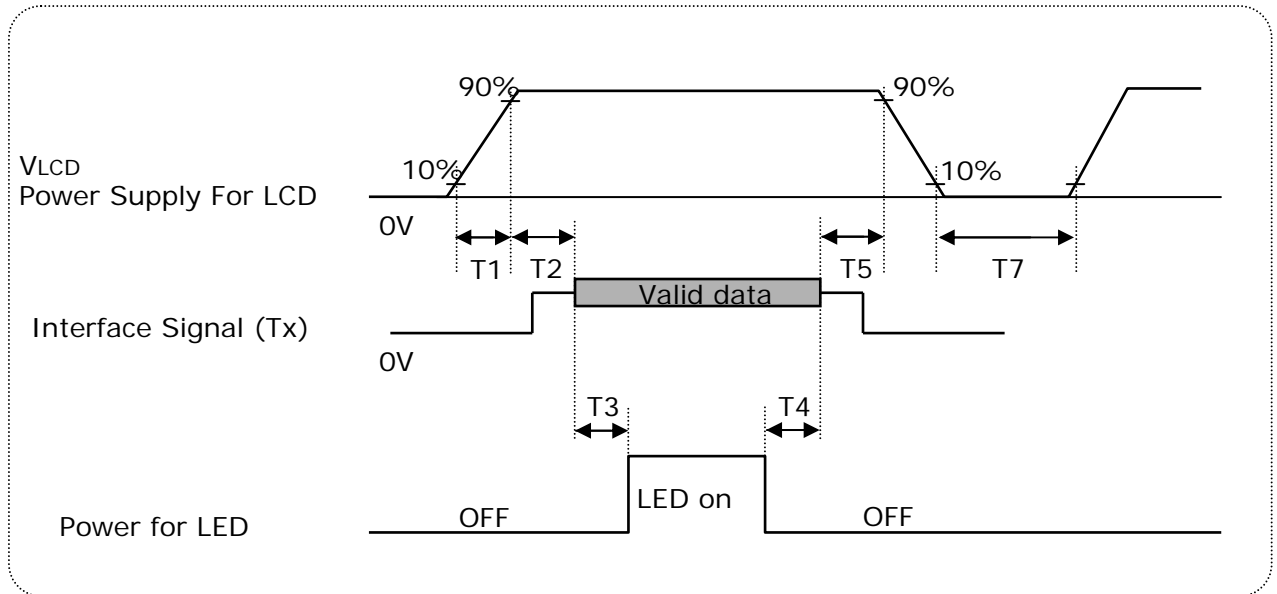 90%
90%
VLCD
10%
10%
Power Supply For LCD
0V
T1
T2
T5
T7
Valid data
Interface Signal (Tx)
0V
T3
T4
LED on
Power for LED
OFF
OFF